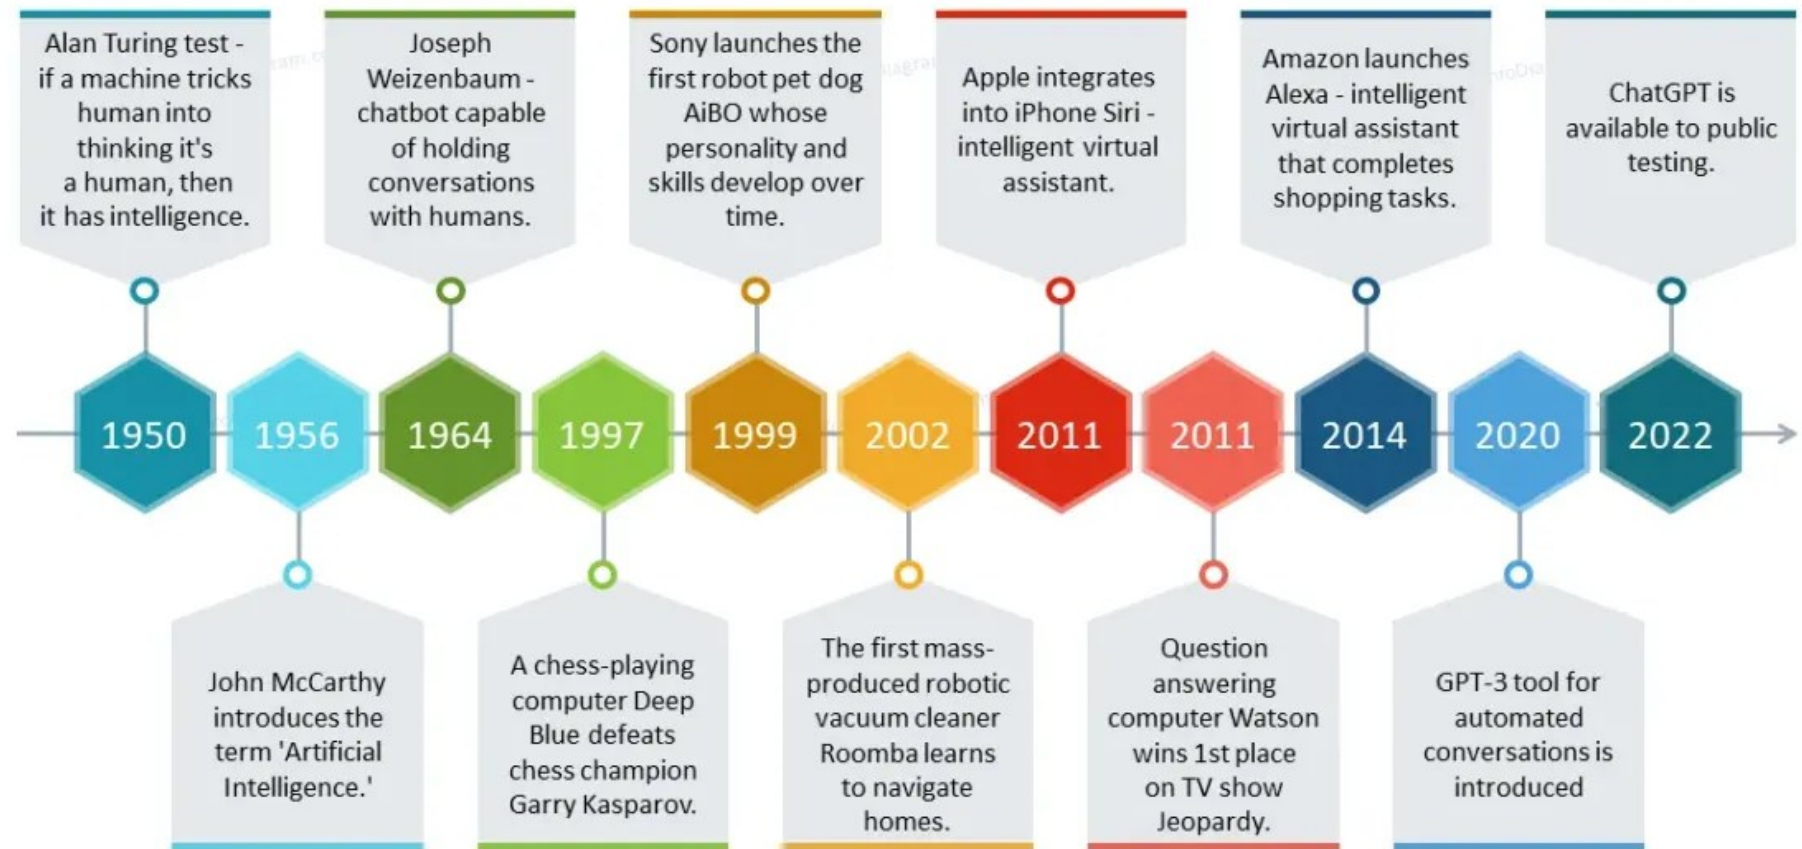 Alan Turing test -
if a machine tricks
human into
thinking it's
a human, then
it has intelligence.
Joseph
Weizenbaum -
chatbot capable
of holding
conversations
with humans.
Sony launches the
first robot pet dog
AiBO whose
personality and
skills develop over
time.
Apple integrates
into iPhone Siri -
intelligent virtual
assistant.
Amazon launches
Alexa - intelligent
virtual assistant
that completes
shopping tasks.
ChatGPT is
available to public
testing.
1950
1956
1964
1997
1999
2002
2011
2011
2014
2020
2022
John McCarthy
introduces the
term 'Artificial
Intelligence.'
A chess-playing
computer Deep
Blue defeats
chess champion
Garry Kasparov.
The first mass-
produced robotic
vacuum cleaner
Roomba learns
to navigate
homes.
Question
answering
computer Watson
wins 1st place
on TV show
Jeopardy.
GPT-3 tool for
automated
conversations is
introduced